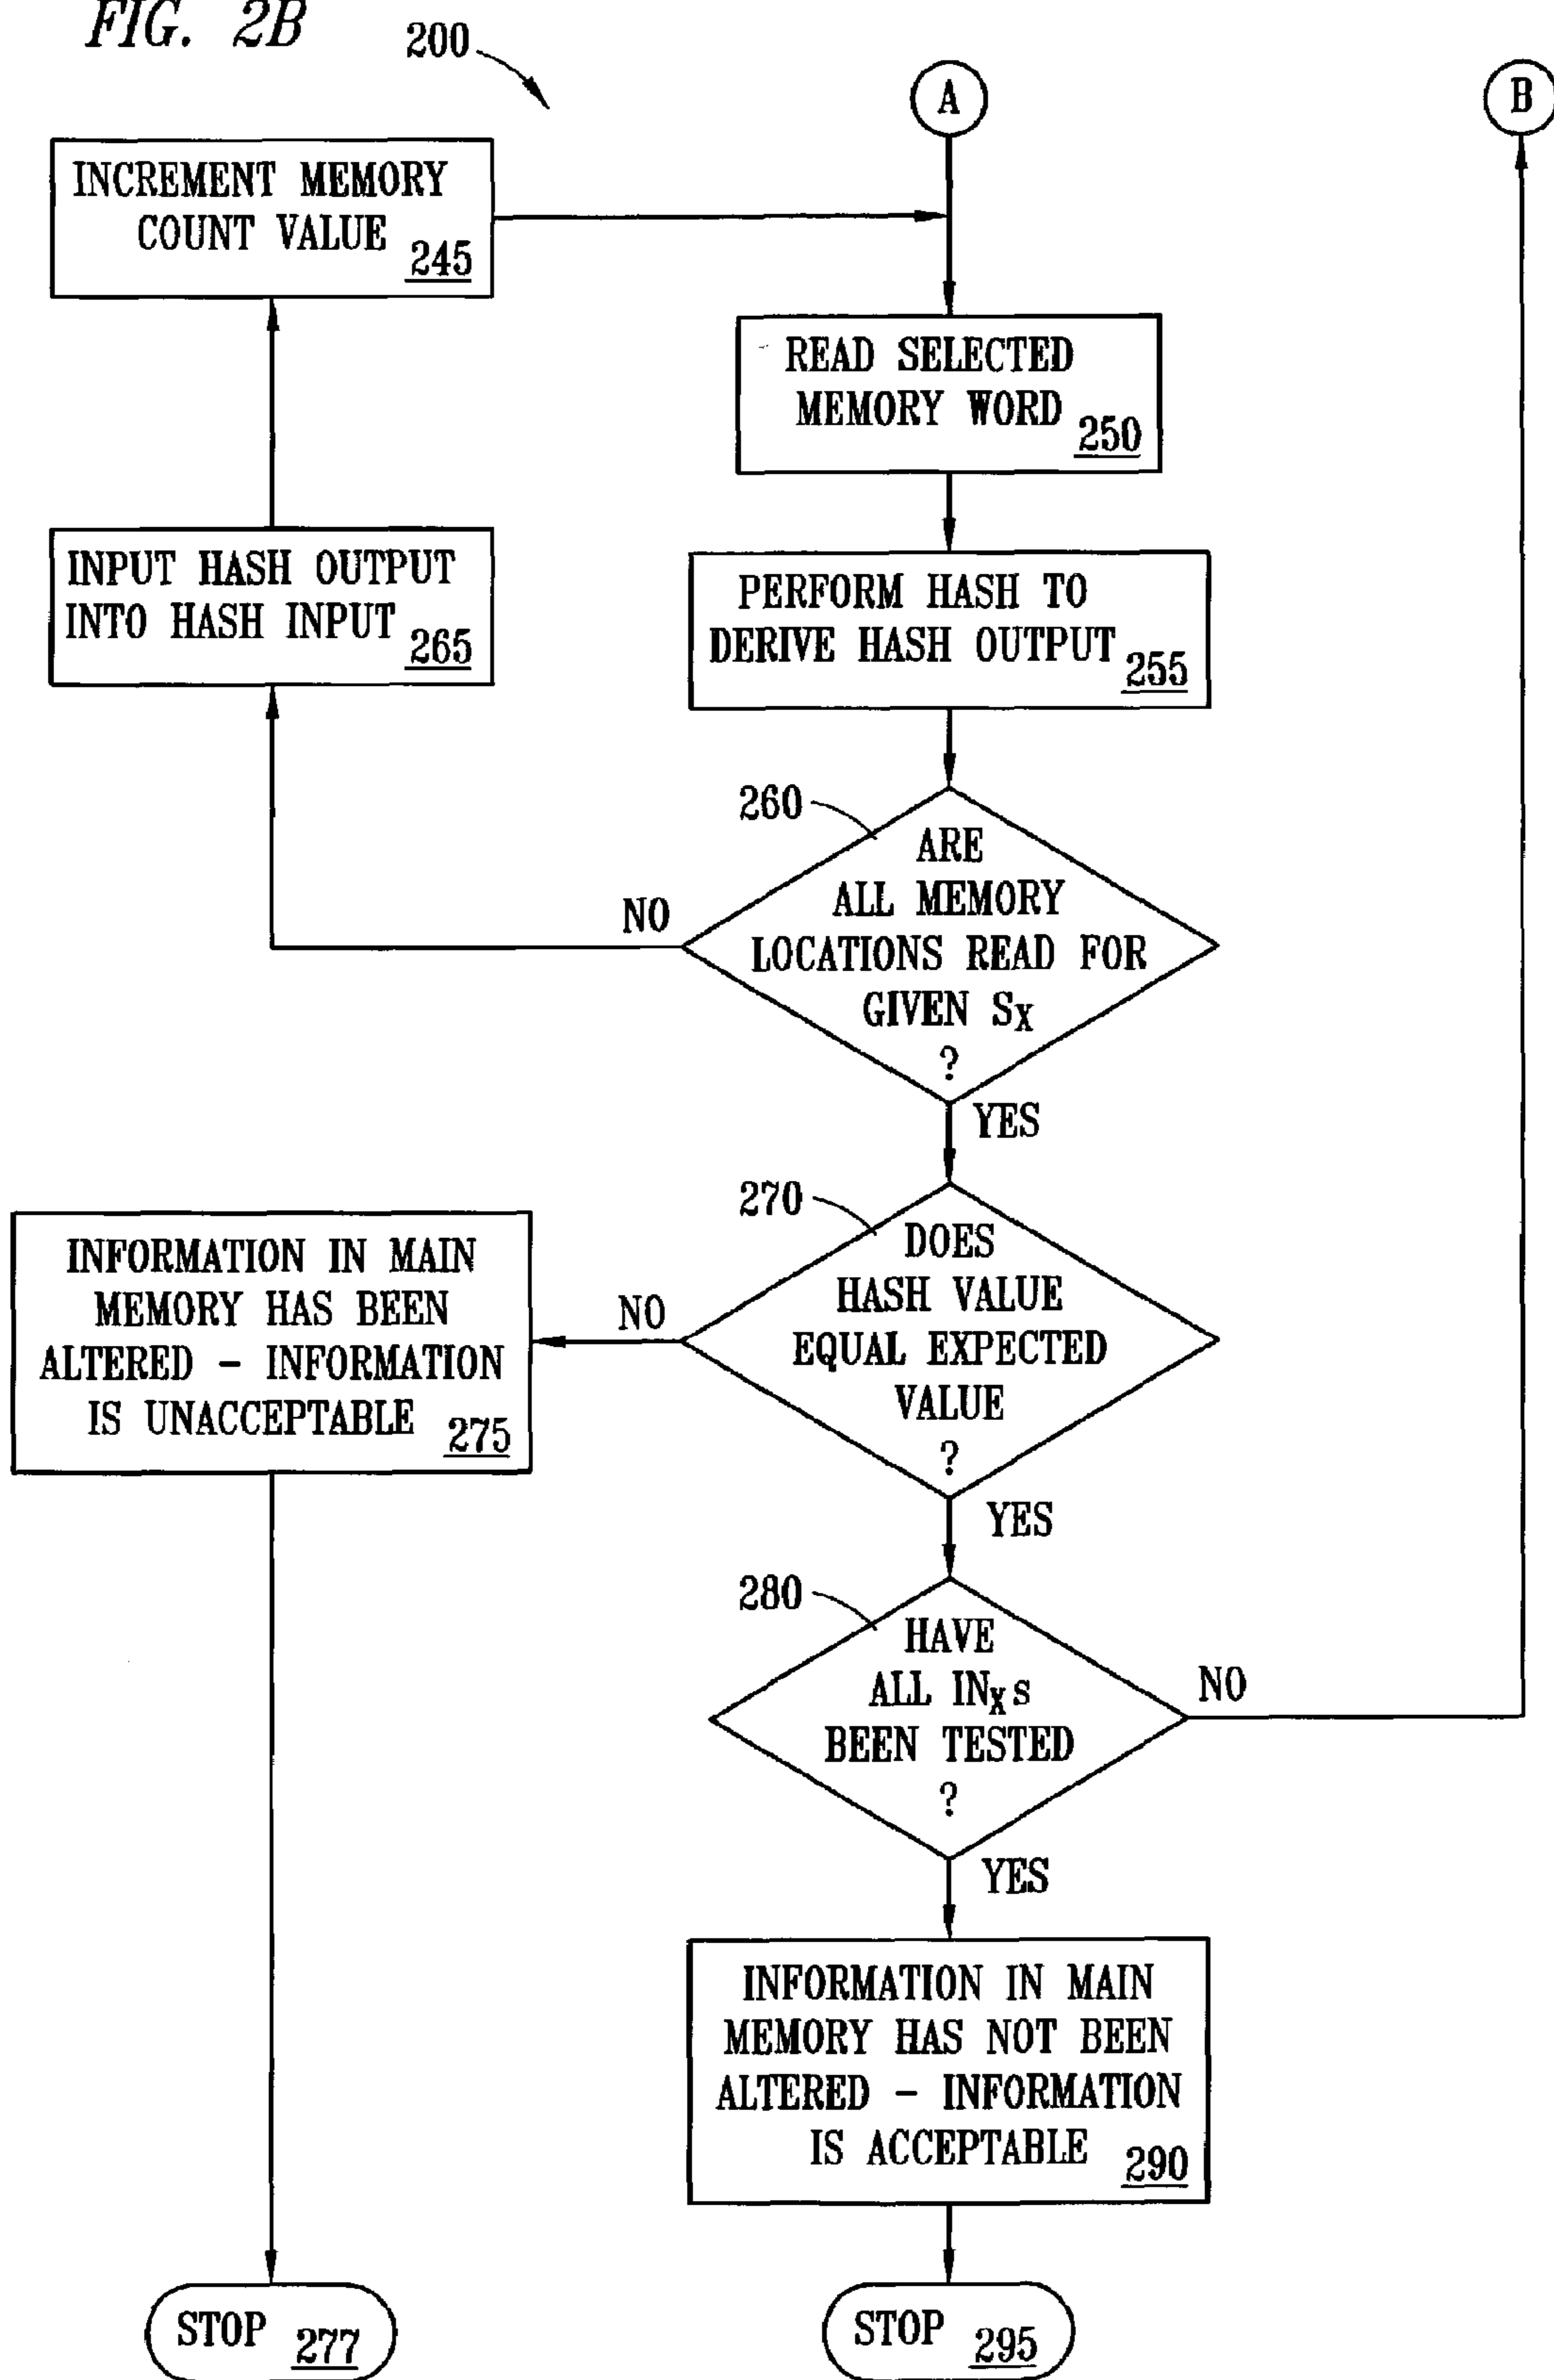 FIG. 2B
200
A
B
INCREMENT MEMORY
COUNT VALUE 245
READ SELECTED
MEMORY WORD 250
INPUT HASH OUTPUT
INTO HASH INPUT 265
PERFORM HASH TO
DERIVE HASH OUTPUT 255
260
ARE
ALL MEMORY
LOCATIONS READ FOR
GIVEN SX
?
NO
YES
270
DOES
HASH VALUE
EQUAL EXPECTED
VALUE
?
NO
YES
INFORMATION IN MAIN
MEMORY HAS BEEN
ALTERED - INFORMATION
IS UNACCEPTABLE 275
280
HAVE
ALL INX s
BEEN TESTED
?
NO
YES
INFORMATION IN MAIN
MEMORY HAS NOT BEEN
ALTERED - INFORMATION
IS ACCEPTABLE 290
STOP 277
STOP 295